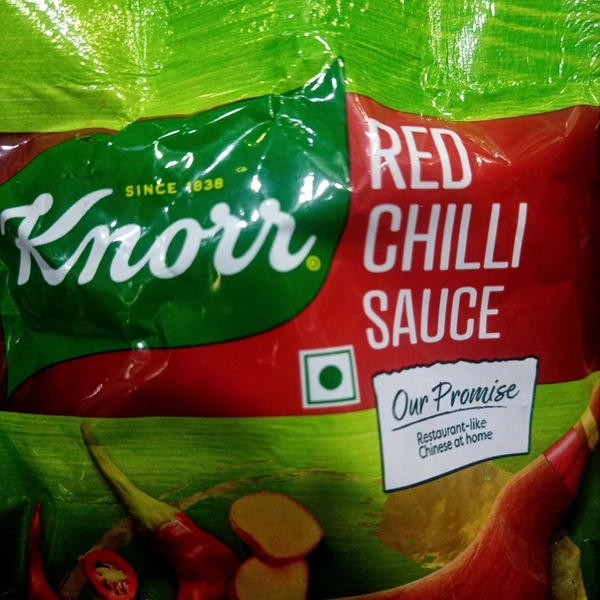 SINCE 1838
Knorr
RED
CHILLI
SAUCE
Our Promise
Restaurant-like
Chinese at home